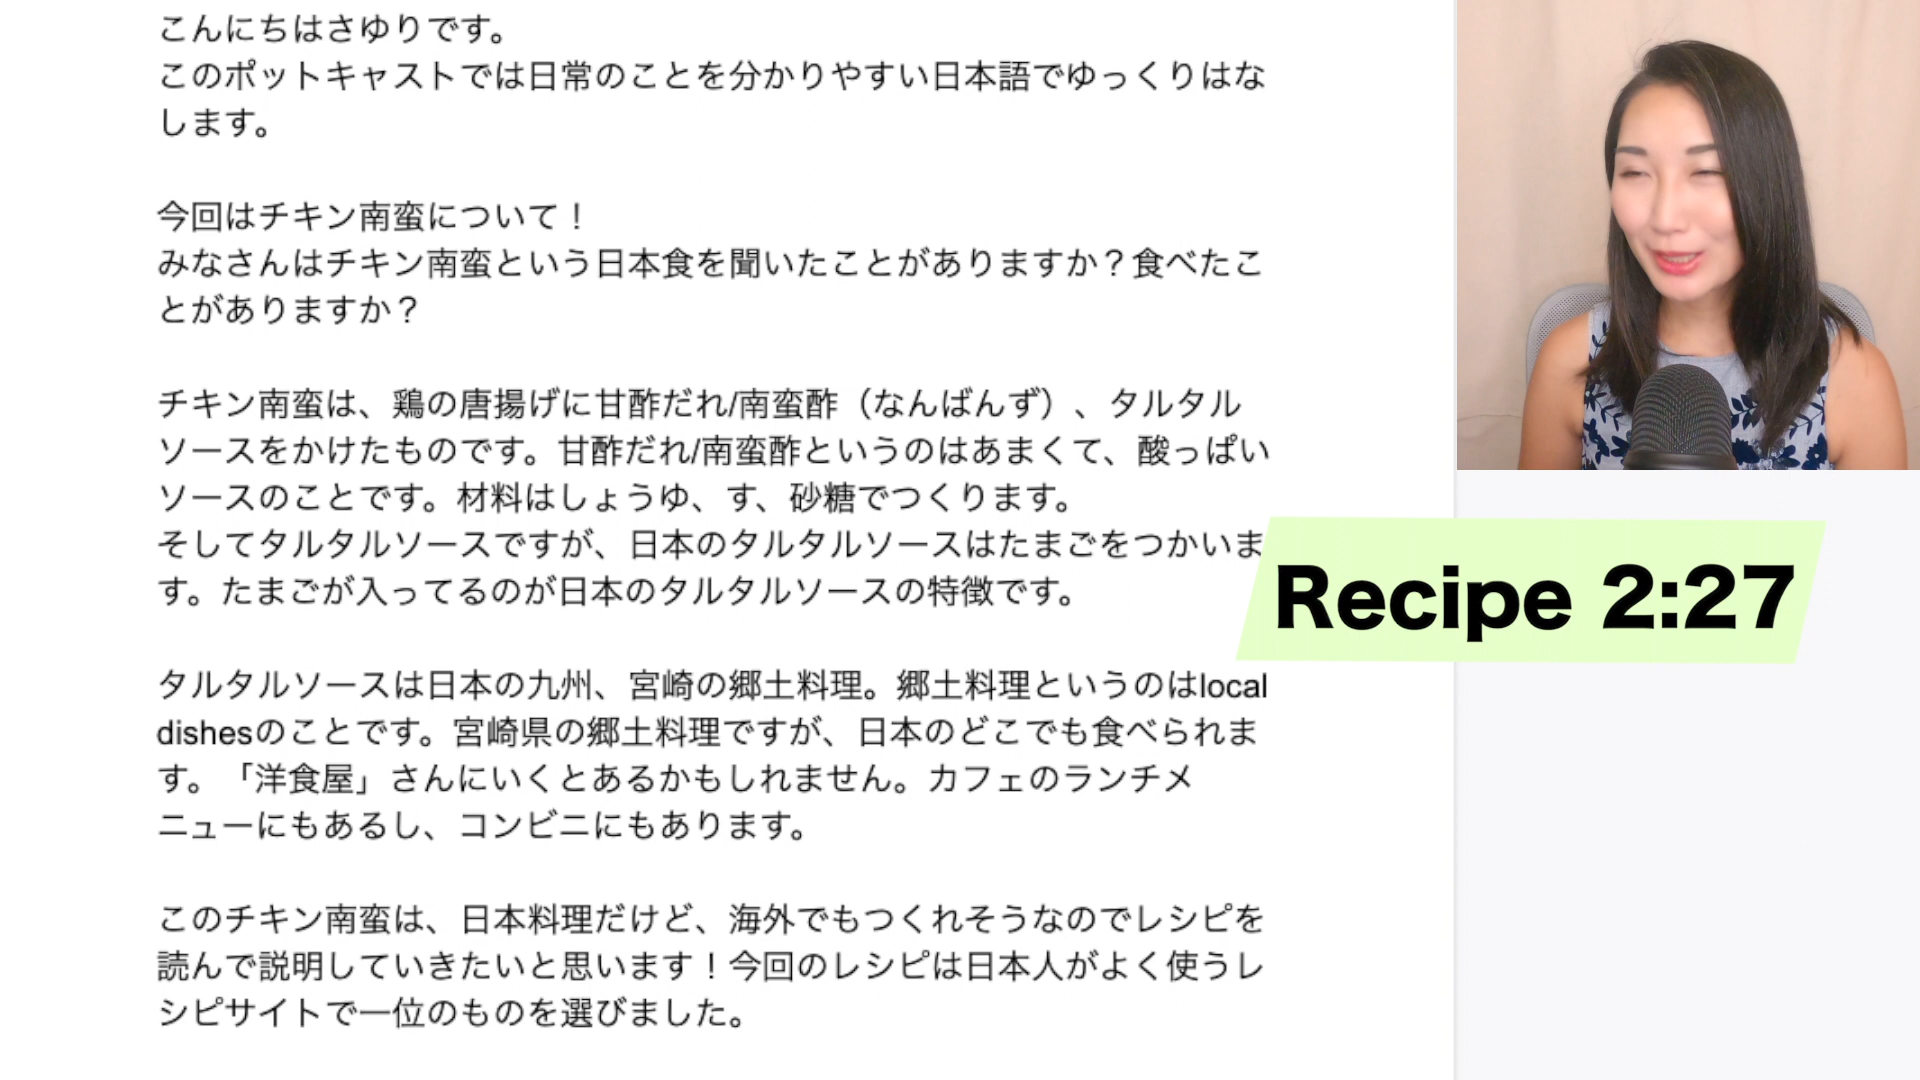 こんにちはさゆりです。
このポットキャストでは日常のことを分かりやすい日本語でゆっくりはな
します。
今回はチキン南蛮について！
みなさんはチキン南蛮という日本食を聞いたことがありますか？食べたこ
とがありますか？
チキン南蛮は、鶏の唐揚げに甘酢だれ/南蛮酢（なんばんず）、タルタル
ソースをかけたものです。甘酢だれ/南蛮酢というのはあまくて、酸っぱい
ソースのことです。材料はしょうゆ、す、砂糖でつくります。
そしてタルタルソースですが、日本のタルタルソースはたまごをつかいま
す。たまごが入ってるのが日本のタルタルソースの特徴です。
Recipe 2:27
タルタルソースは日本の九州、宮崎の郷土料理。郷土料理というのはlocal
dishesのことです。宮崎県の郷土料理ですが、日本のどこでも食べられま
す。「洋食屋」さんにいくとあるかもしれません。カフェのランチメ
ニューにもあるし、コンビニにもあります。
このチキン南蛮は、日本料理だけど、海外でもつくれそうなのでレシピを
読んで説明していきたいと思います！今回のレシピは日本人がよく使うレ
シピサイトで一位のものを選びました。